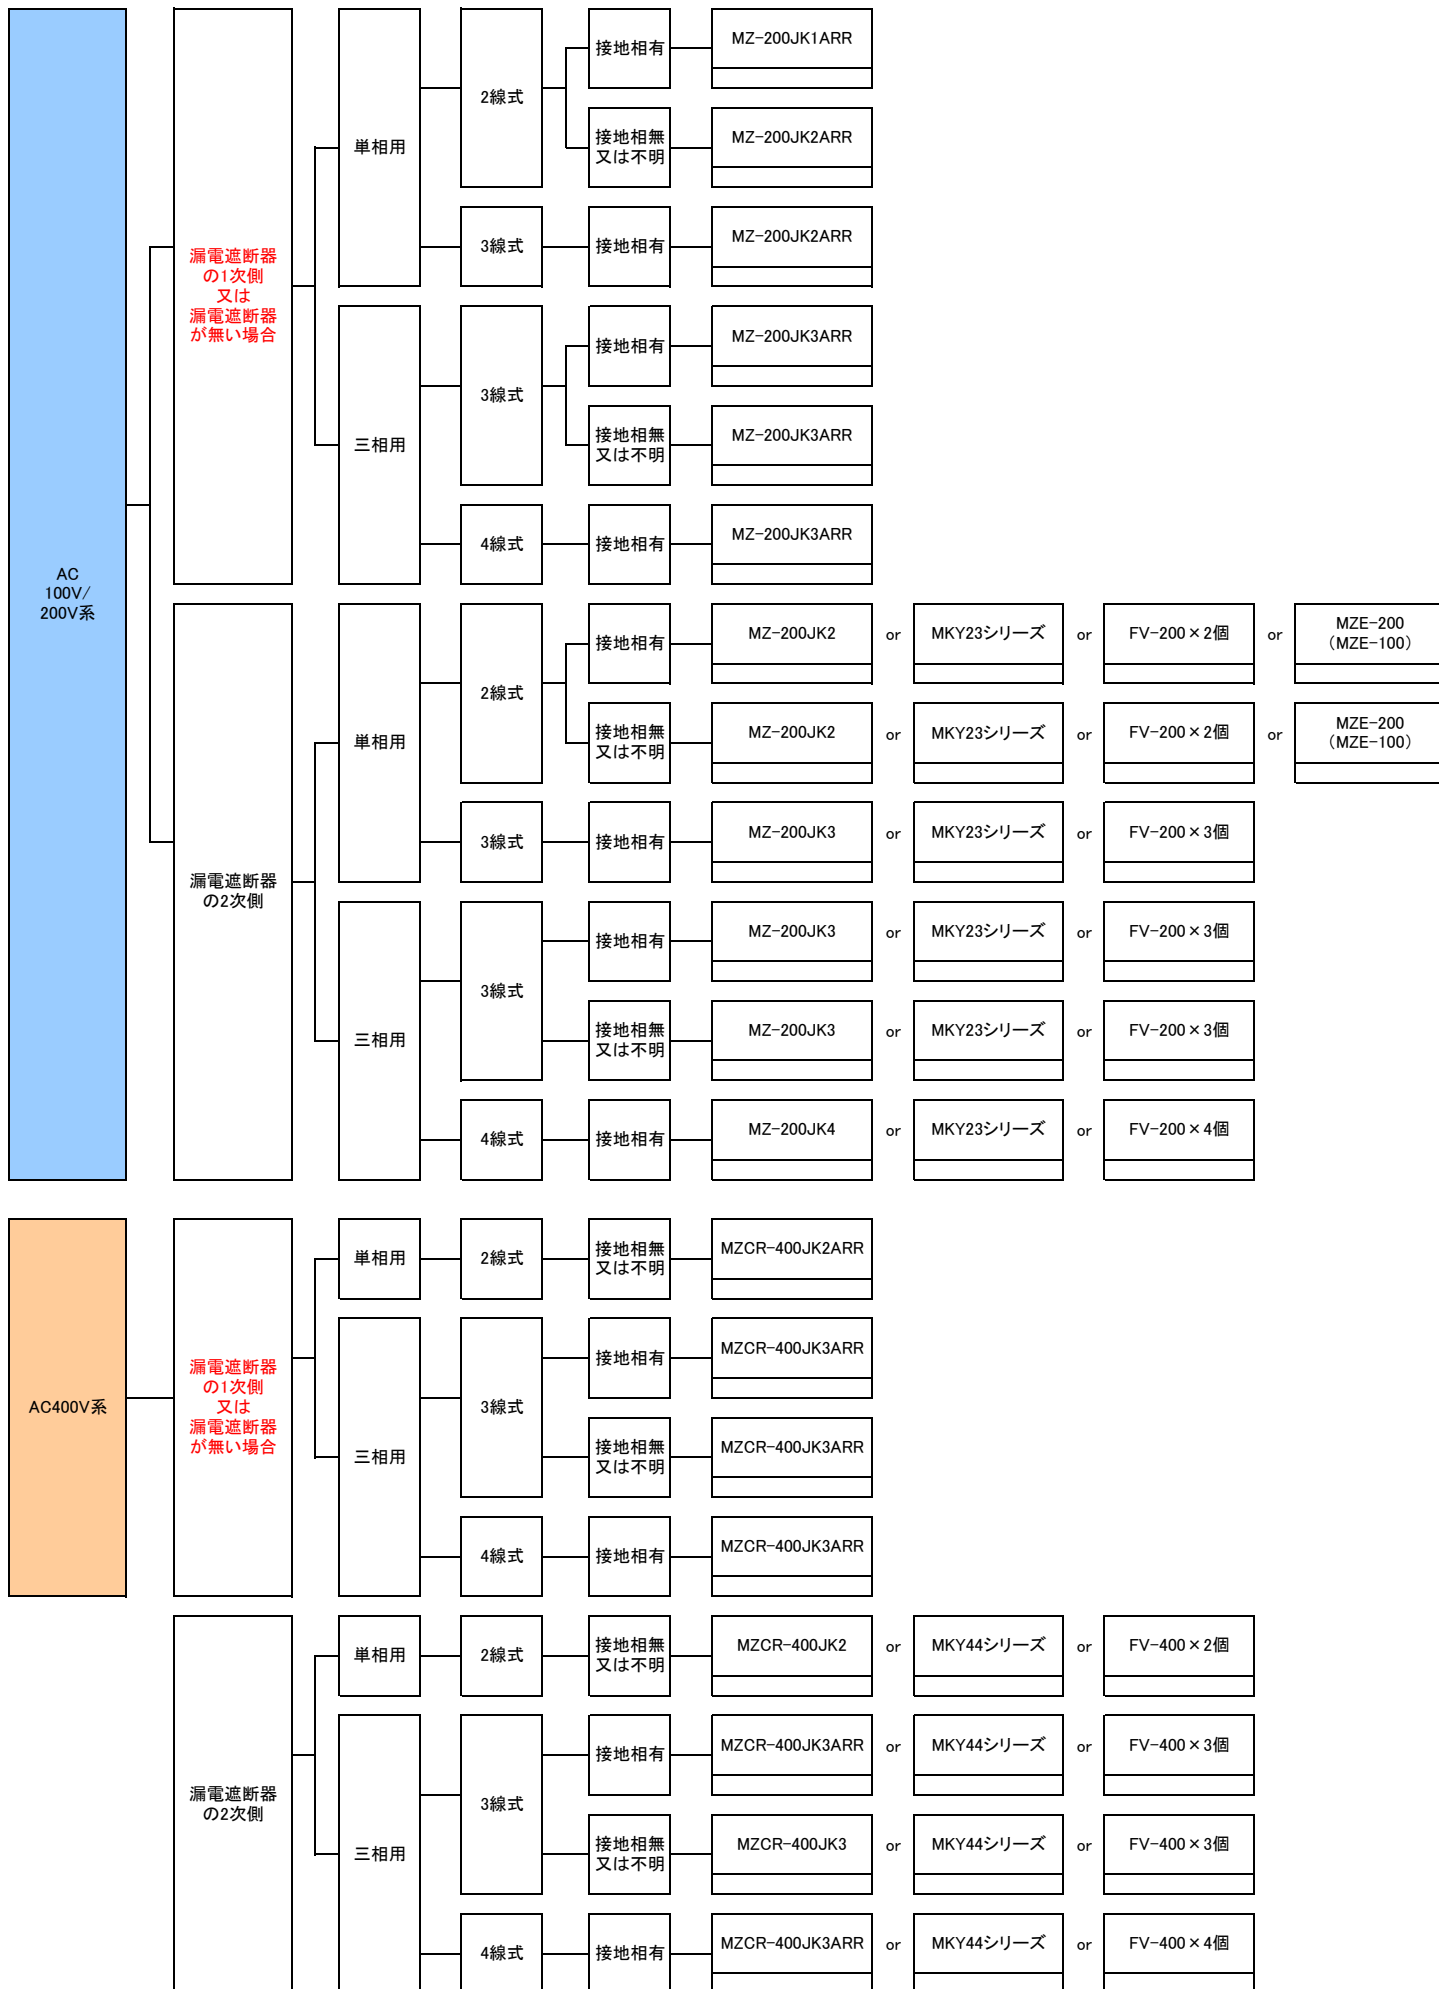 AC
100V/
200V系
漏電遮断器
の1次側
又は
漏電遮断器
が無い場合
単相用
2線式
接地相有
MZ-200JK1ARR
接地相無
又は不明
MZ-200JK2ARR
3線式
接地相有
MZ-200JK2ARR
三相用
3線式
接地相有
MZ-200JK3ARR
接地相無
又は不明
MZ-200JK3ARR
4線式
接地相有
MZ-200JK3ARR
漏電遮断器
の2次側
単相用
2線式
接地相有
MZ-200JK2 or MKY23シリーズ or FV-200×2個 or MZE-200
(MZE-100)
接地相無
又は不明
MZ-200JK2 or MKY23シリーズ or FV-200×2個 or MZE-200
(MZE-100)
3線式
接地相有
MZ-200JK3 or MKY23シリーズ or FV-200×3個
三相用
3線式
接地相有
MZ-200JK3 or MKY23シリーズ or FV-200×3個
接地相無
又は不明
MZ-200JK3 or MKY23シリーズ or FV-200×3個
4線式
接地相有
MZ-200JK4 or MKY23シリーズ or FV-200×4個
AC400V系
漏電遮断器
の1次側
又は
漏電遮断器
が無い場合
単相用
2線式
接地相無
又は不明
MZCR-400JK2ARR
三相用
3線式
接地相有
MZCR-400JK3ARR
接地相無
又は不明
MZCR-400JK3ARR
4線式
接地相有
MZCR-400JK3ARR
漏電遮断器
の2次側
単相用
2線式
接地相無
又は不明
MZCR-400JK2 or MKY44シリーズ or FV-400×2個
三相用
3線式
接地相有
MZCR-400JK3ARR or MKY44シリーズ or FV-400×3個
接地相無
又は不明
MZCR-400JK3 or MKY44シリーズ or FV-400×3個
4線式
接地相有
MZCR-400JK3ARR or MKY44シリーズ or FV-400×4個